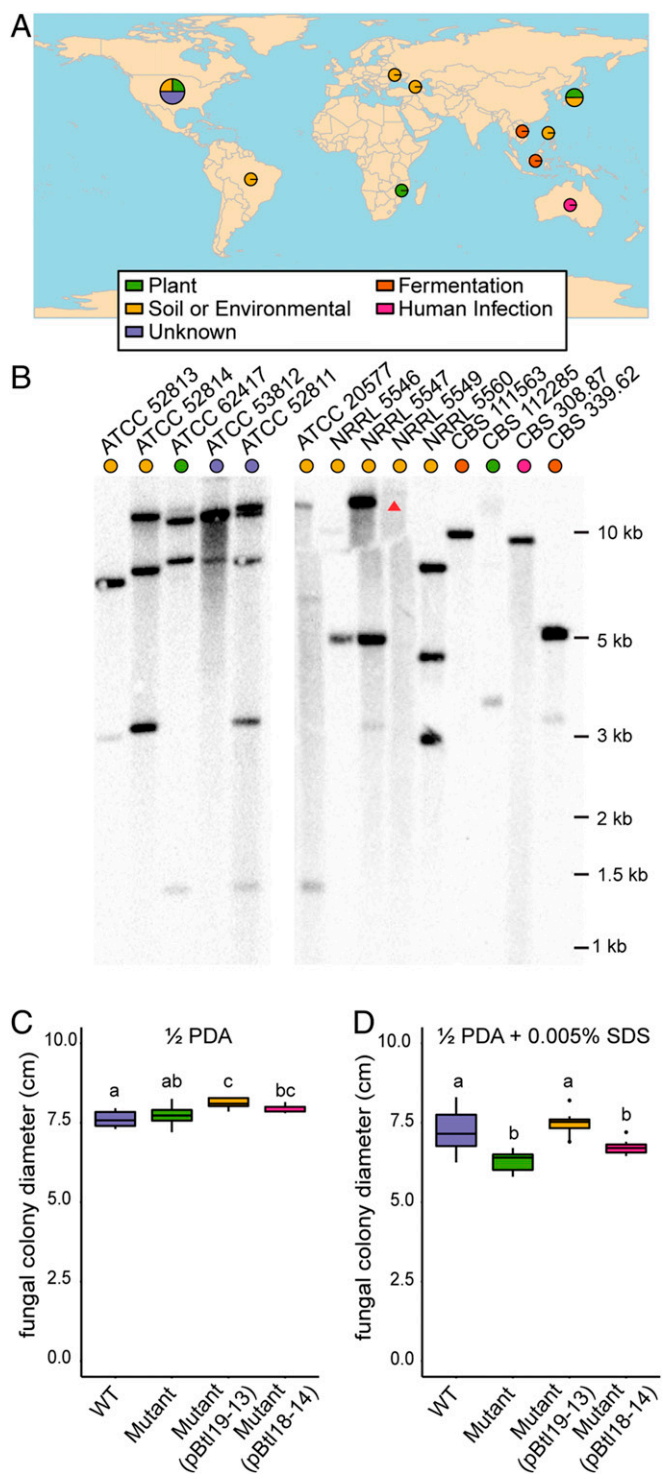 A
Plant
Fermentation
Soil or Environmental
Human Infection
Unknown
B
ATCC 52813
ATCC 52814
ATCC 62417
ATCC 53812
ATCC 52811
ATCC 20577
NRRL 5546
NRRL 5547
NRRL 5549
NRRL 5560
CBS 111563
CBS 112285
CBS 308.87
CBS 339.62
10 kb
5 kb
3 kb
2 kb
1.5 kb
1 kb
C
½ PDA
fungal colony diameter (cm)
10.0
7.5
5.0
2.5
0.0
a
ab
c
bc
WT
Mutant
Mutant
(pBtl19-13)
Mutant
(pBtl18-14)
D
½ PDA + 0.005% SDS
fungal colony diameter (cm)
10.0
7.5
5.0
2.5
0.0
a
b
a
b
WT
Mutant
Mutant
(pBtl19-13)
Mutant
(pBtl18-14)